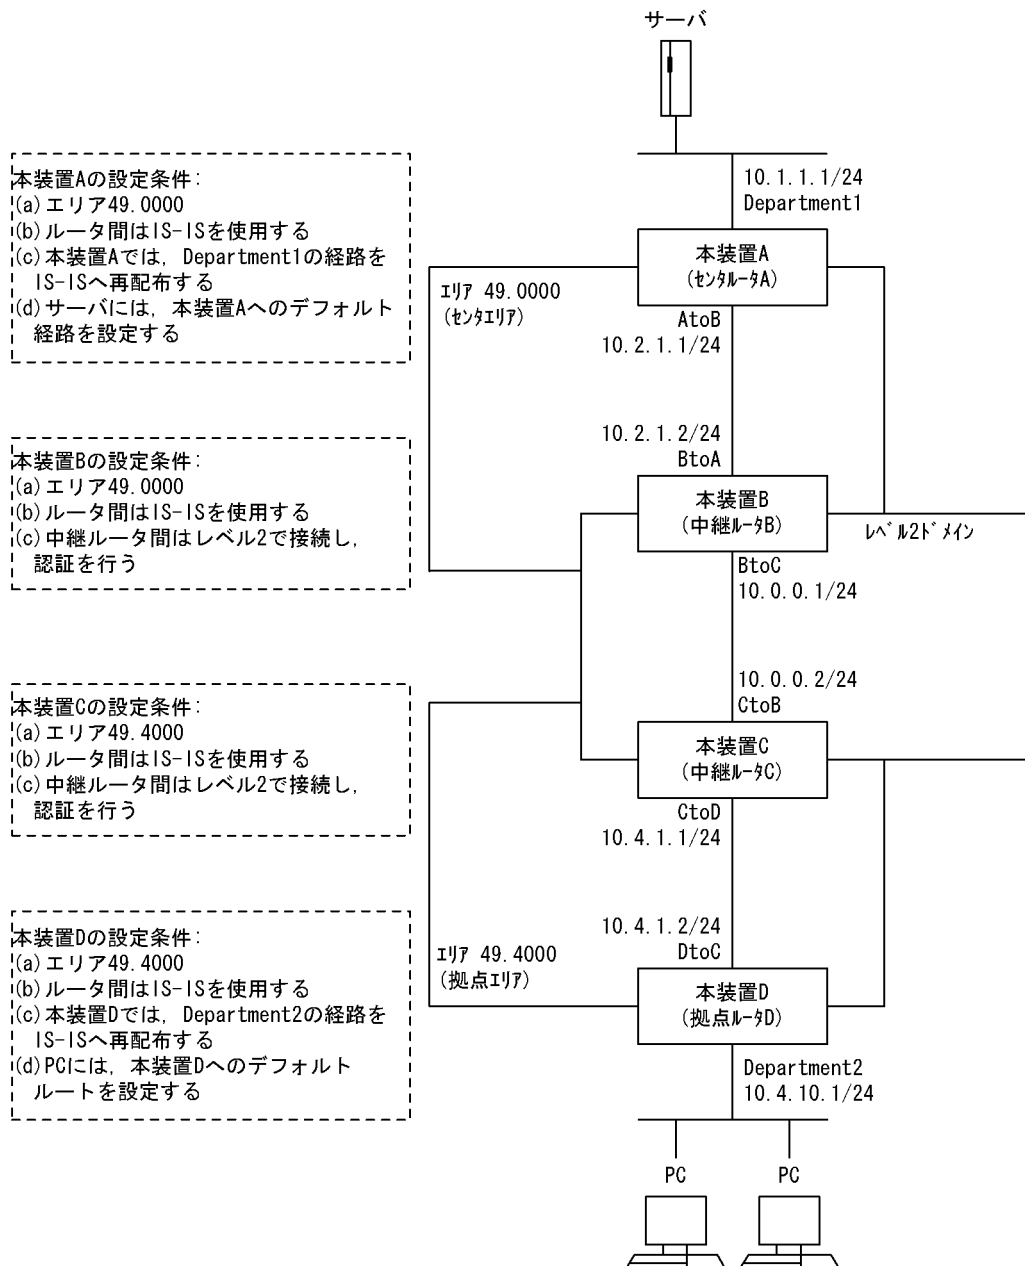 サーバ
10.1.1.1/24
Department1
本装置Aの設定条件:
(a)エリア49.0000
(b)ルータ間はIS-ISを使用する
(c)本装置Aでは, Department1の経路を
IS-ISへ再配布する
(d)サーバには, 本装置Aへのデフォルト
経路を設定する
本装置A
(ｾﾝﾀﾙｰﾀA)
ｴﾘｱ 49.0000
(ｾﾝﾀｴﾘｱ)
AtoB
10.2.1.1/24
10.2.1.2/24
BtoA
本装置Bの設定条件:
(a)エリア49.0000
(b)ルータ間はIS-ISを使用する
(c)中継ルータ間はレベル2で接続し,
認証を行う
本装置B
(中継ﾙｰﾀB)
ﾚﾍﾞﾙ2ﾄﾞﾒｲﾝ
BtoC
10.0.0.1/24
10.0.0.2/24
CtoB
本装置Cの設定条件:
(a)エリア49.4000
(b)ルータ間はIS-ISを使用する
(c)中継ルータ間はレベル2で接続し,
認証を行う
本装置C
(中継ﾙｰﾀC)
CtoD
10.4.1.1/24
10.4.1.2/24
DtoC
本装置Dの設定条件:
(a)エリア49.4000
(b)ルータ間はIS-ISを使用する
(c)本装置Dでは, Department2の経路を
IS-ISへ再配布する
(d)PCには, 本装置Dへのデフォルト
ルートを設定する
ｴﾘｱ 49.4000
(拠点ｴﾘｱ)
本装置D
(拠点ﾙｰﾀD)
Department2
10.4.10.1/24
PC
PC